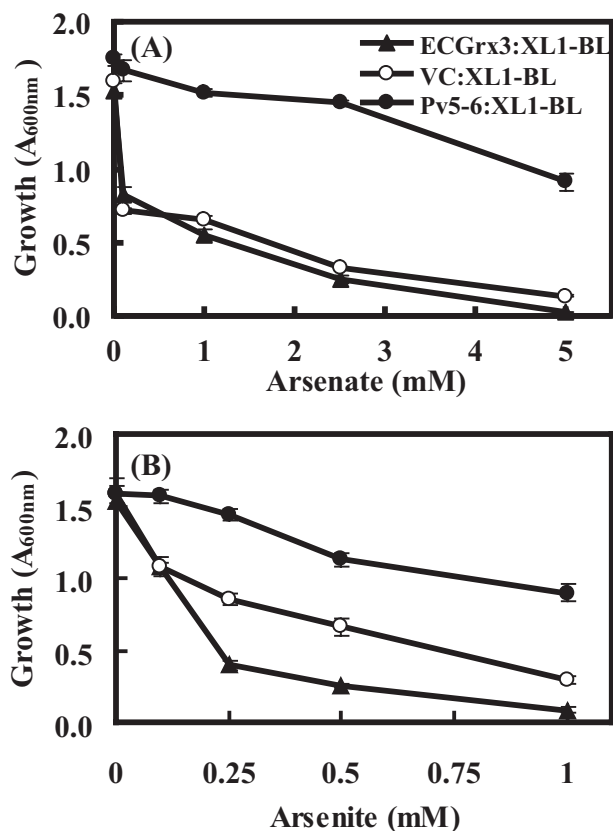 2.0
(A)
ECGrx3:XL1-BL
VC:XL1-BL
Pv5-6:XL1-BL
1.5
1.0
0.5
0.0
Growth (A600nm)
0 1 2 3 4 5
Arsenate (mM)
2.0
(B)
1.5
1.0
0.5
0.0
Growth (A600nm)
0 0.25 0.5 0.75 1
Arsenite (mM)